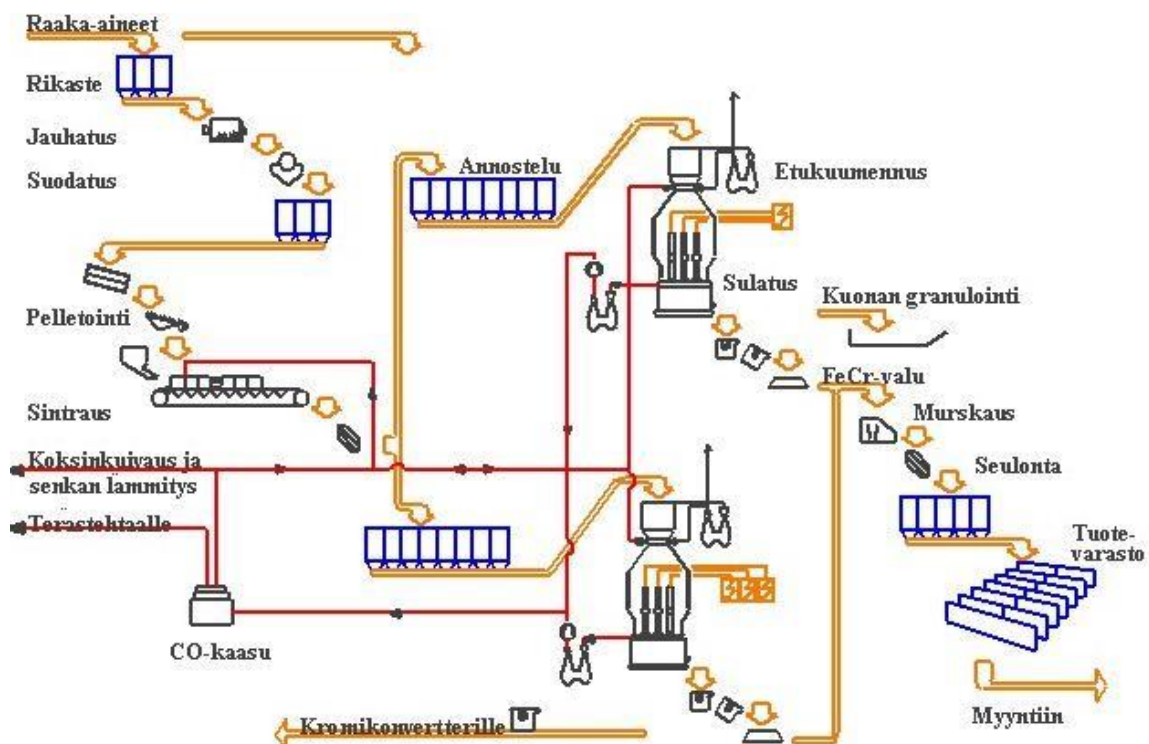 Raaka-aineet
Rikaste
Jauhatus
Suodatus
Annostelu
Etukuumennus
Sulatus
Kuonan granulointi
Pelletointi
FeCr-valu
Murskaus
Sintraus
Seulonta
Koksinkuivaus ja
senkan lämmitys
Terästehtaalle
Tuote-
varasto
CO-kaasu
Kromikonvertterille
Myyntiin